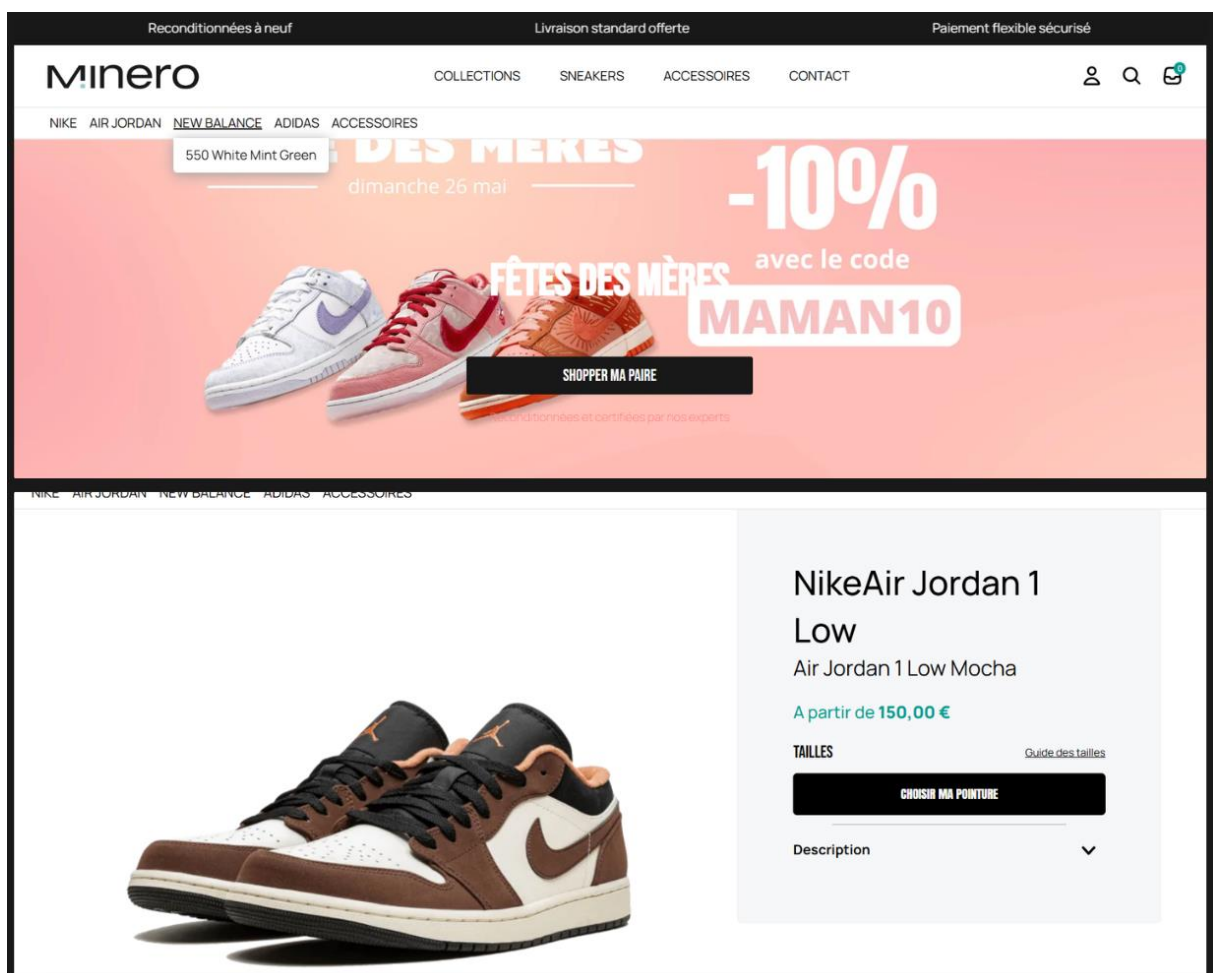 Reconditionnées à neuf
Livraison standard offerte
Paiement flexible sécurisé
Minero
COLLECTIONS SNEAKERS ACCESSOIRES CONTACT
0
NIKE AIR JORDAN NEW BALANCE ADIDAS ACCESSOIRES
550 White Mint Green
DES MÈRES
dimanche 26 mai
-10%
avec le code
MAMAN10
FÊTES DES MÈRES
SHOPPER MA PAIRE
Reconditionnées et certifiées par nos experts
NIKE AIR JORDAN NEW BALANCE ADIDAS ACCESSOIRES
NikeAir Jordan 1
Low
Air Jordan 1 Low Mocha
A partir de 150,00 €
TAILLES
Guide des tailles
CHOISIR MA POINTURE
Description